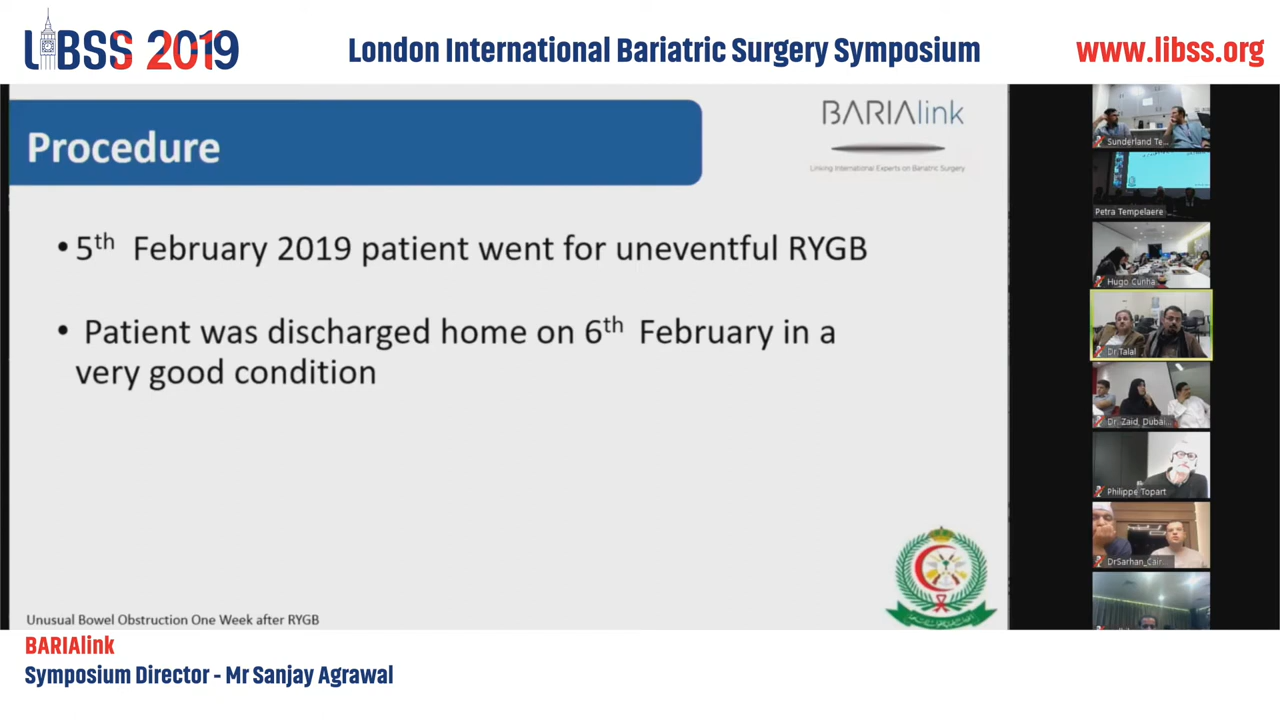 LIBSS 2019
London International Bariatric Surgery Symposium
www.libss.org
Procedure
BARIAlink
Linking International Experts on Bariatric Surgery
• 5th February 2019 patient went for uneventful RYGB
• Patient was discharged home on 6th February in a
very good condition
Unusual Bowel Obstruction One Week after RYGB
Sunderland Te...
Petra Tempelaere
Hugo Cunha
Dr Talal
Dr. Zaid, Dubai...
Philippe Topart
DrSarhan_Cair...
BARIAlink
Symposium Director - Mr Sanjay Agrawal